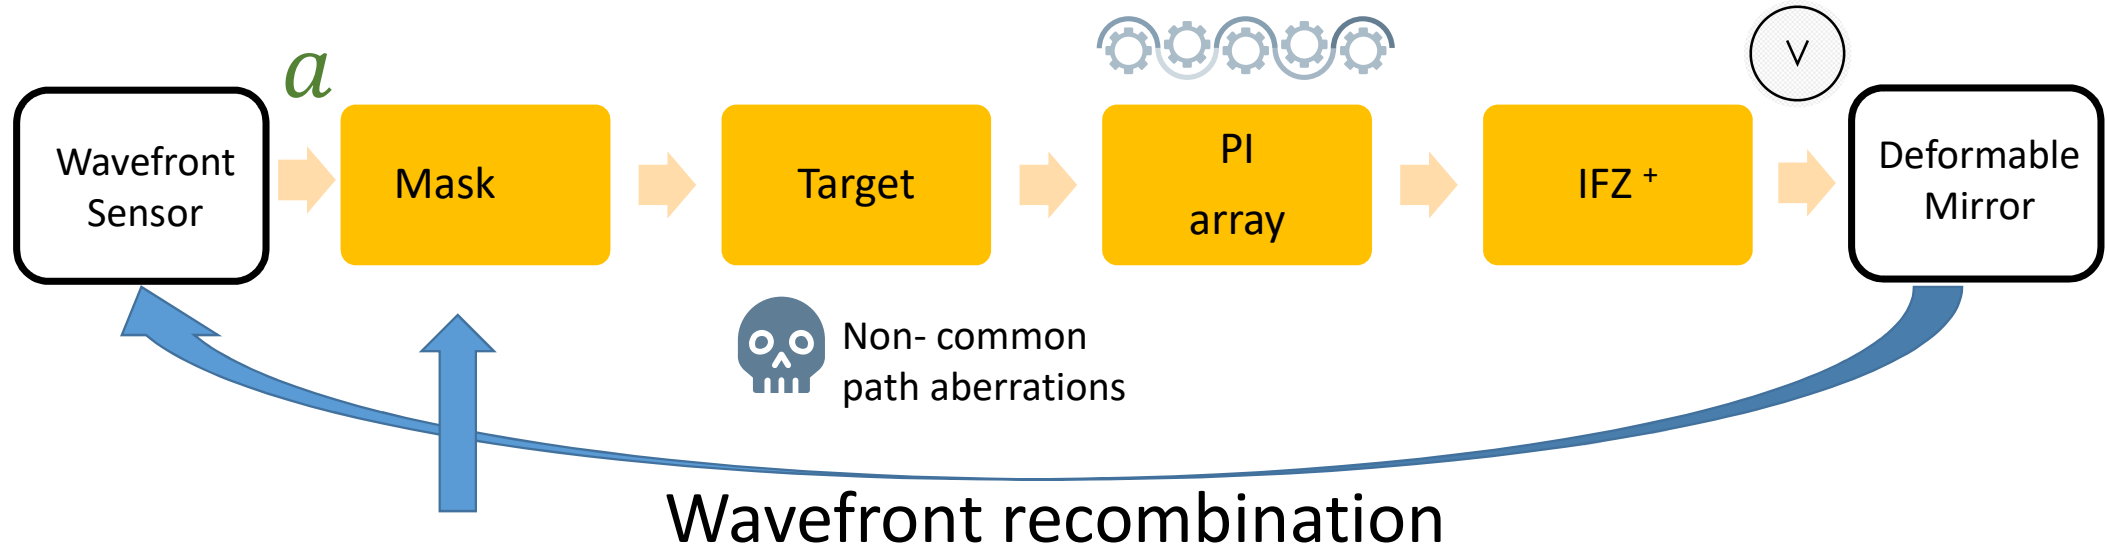 a
Wavefront
Sensor
Mask
Target
PI
array
IFZ +
V
Deformable
Mirror
Non- common
path aberrations
Wavefront recombination